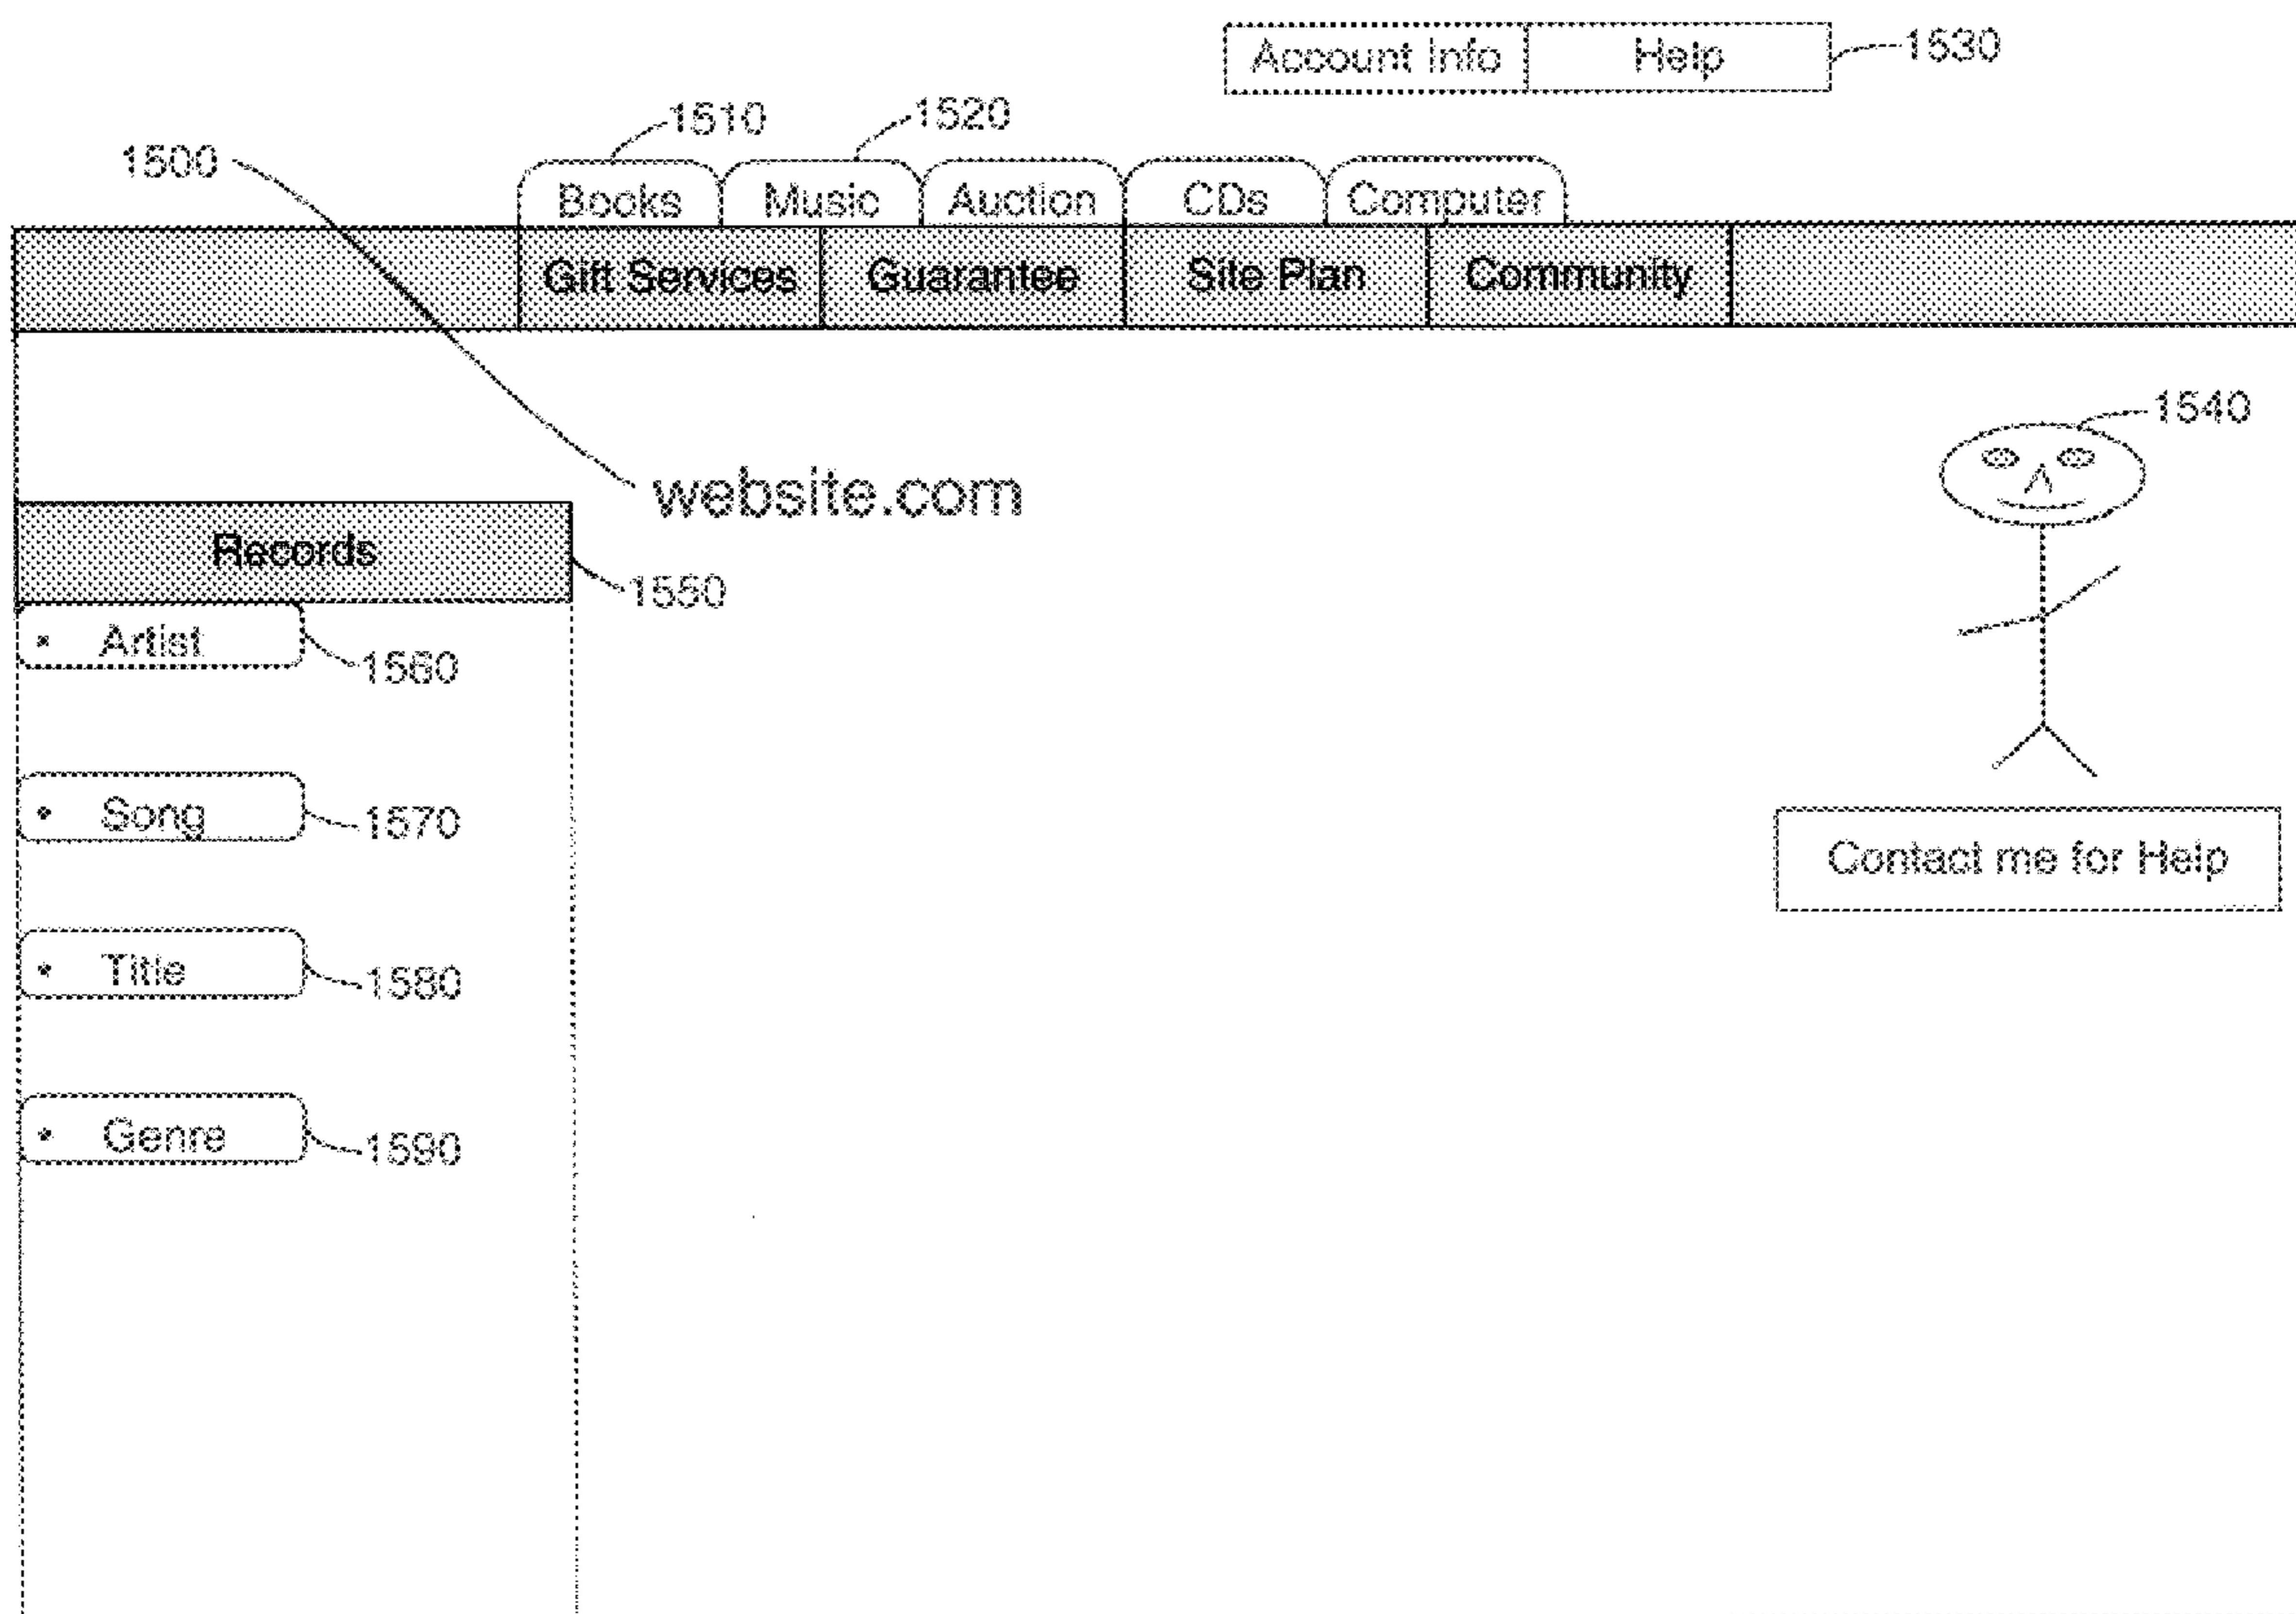 Account Info Help 1530
1510 1520
1500
Books Music Auction CDs Computer
Gift Services Guarantee Site Plan Community
1540
website.com
Records
1550
Artist
1560
Song
1570
Contact me for Help
Title
1580
Genre
1590